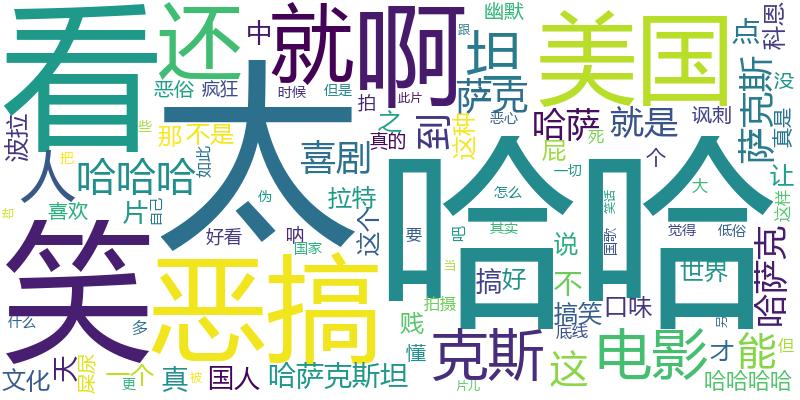 看
还
中
就
啊
幽默
跟
坦
美国
点
科恩
恶俗
疯狂
时候
但是
拍
此片
萨克
没
波拉
些
那
不是
如此
太
真的
之
到
这种
恶心
哈萨
死
就是
讽刺
萨克斯
真是
人
把
哈哈哈
喜剧
屁
个
一切
让
却
喜欢
片
自己
伪
拉特
这个
哈哈
怎么
笑话
大
这样
笑
好看
呐
国家
要
吧
其实
说
国歌
觉得
低俗
哈萨克
恶搞
当
搞
好
不
世界
拍摄
搞笑
口味
别
什么
多
贱
底线
文化
天
屎尿
一个
更
真
被
国人
哈萨克斯坦
懂
克斯
片儿
这
电影
才
能
但
哈哈哈哈